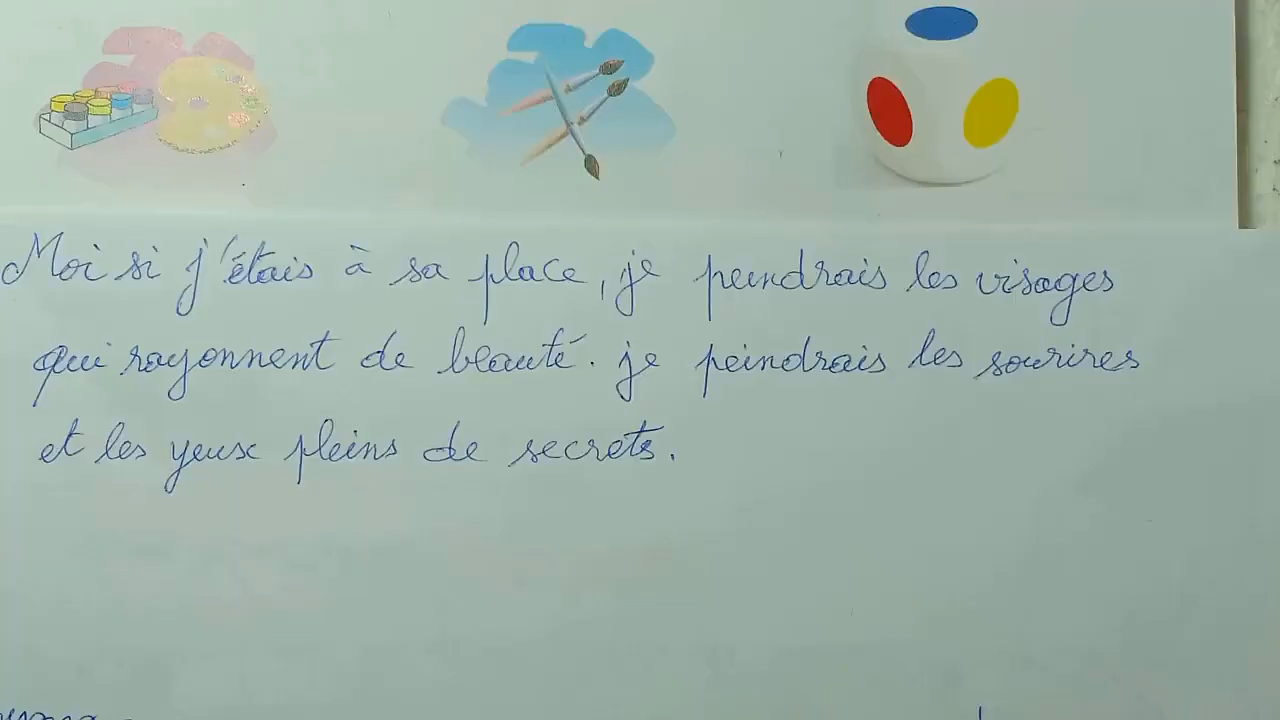 Moi si j'étais à sa place, je peindrais les visages
qui rayonnent de beauté. je peindrais les sourires
et les yeux pleins de secrets.